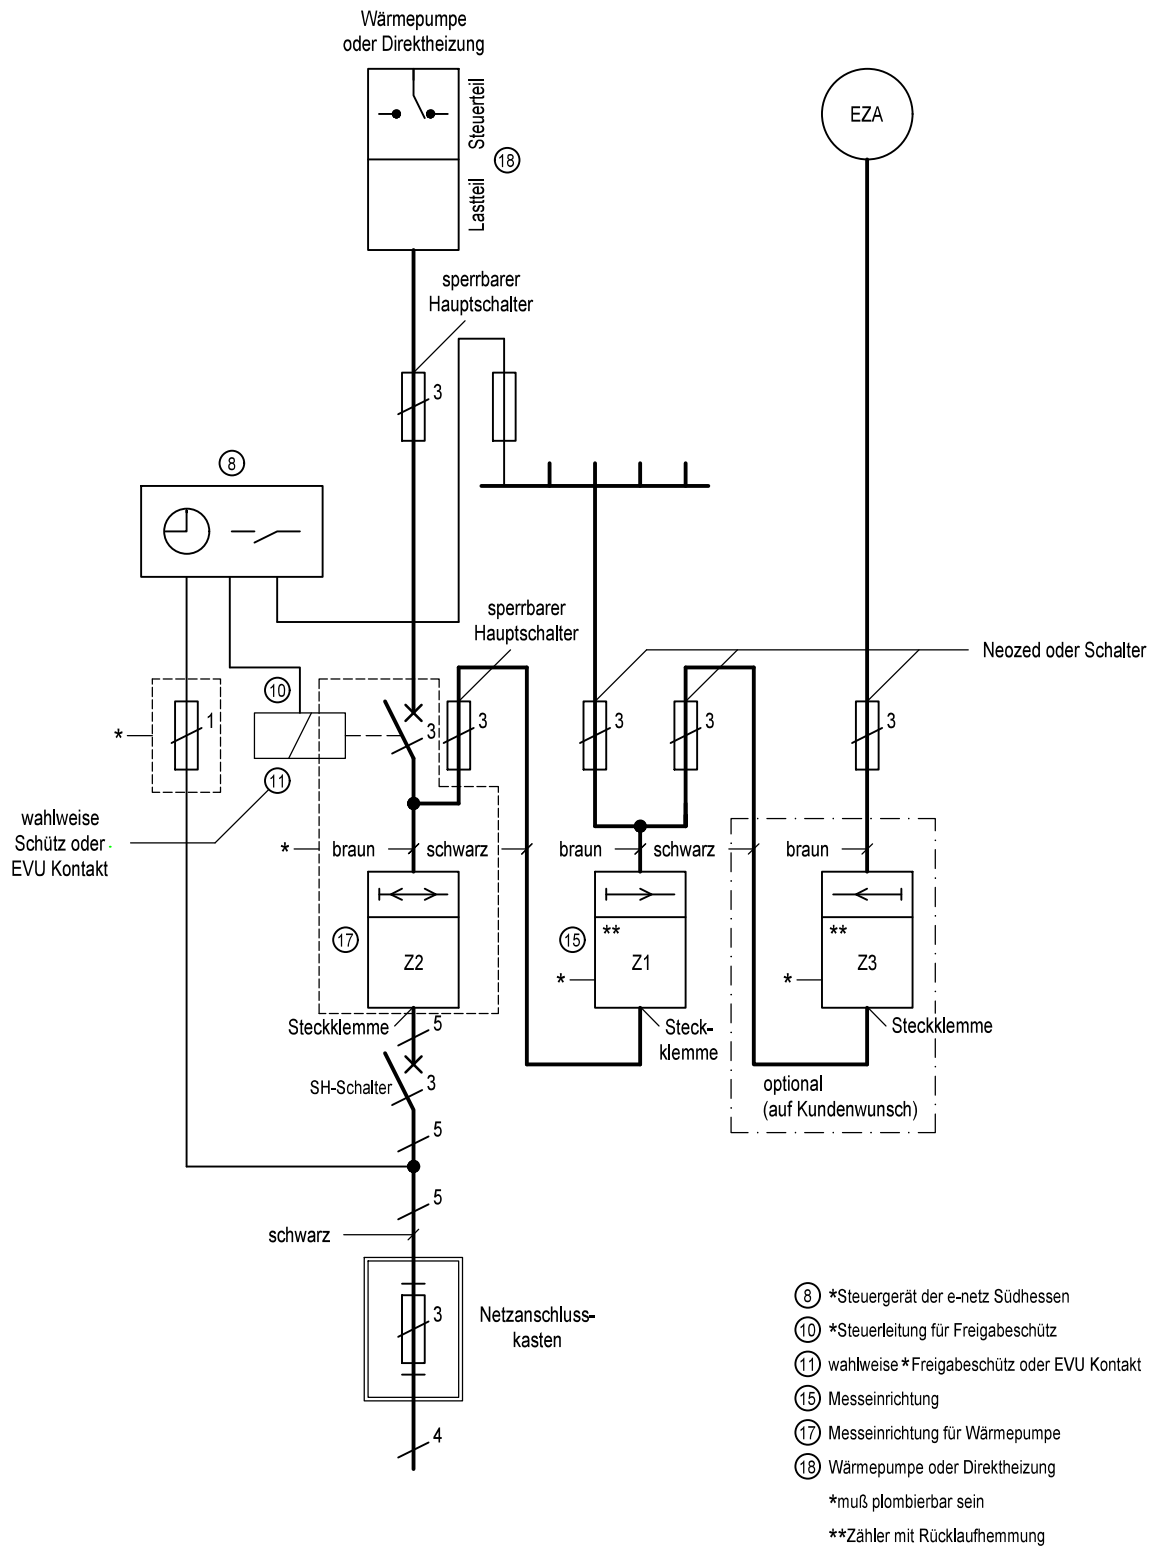 Wärmepumpe
oder Direktheizung
Steuerteil
Lastteil
18
EZA
sperrbarer
Hauptschalter
3
8
sperrbarer
Hauptschalter
Neozed oder Schalter
10
1
*
3
3
3
3
3
11
wahlweise
Schütz oder
EVU Kontakt
*
braun
schwarz
braun
schwarz
braun
17
Z2
15
**
Z1
*
**
Z3
*
Steckklemme
5
Steck-
klemme
Steckklemme
SH-Schalter
3
optional
(auf Kundenwunsch)
5
5
schwarz
3
Netzanschluss-
kasten
4
8 *Steuergerät der e-netz Südhessen
10 *Steuerleitung für Freigabeschütz
11 wahlweise *Freigabeschütz oder EVU Kontakt
15 Messeinrichtung
17 Messeinrichtung für Wärmepumpe
18 Wärmepumpe oder Direktheizung
*muß plombierbar sein
**Zähler mit Rücklaufhemmung